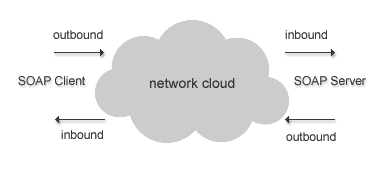 outbound
inbound
SOAP Client
network cloud
SOAP Server
inbound
outbound